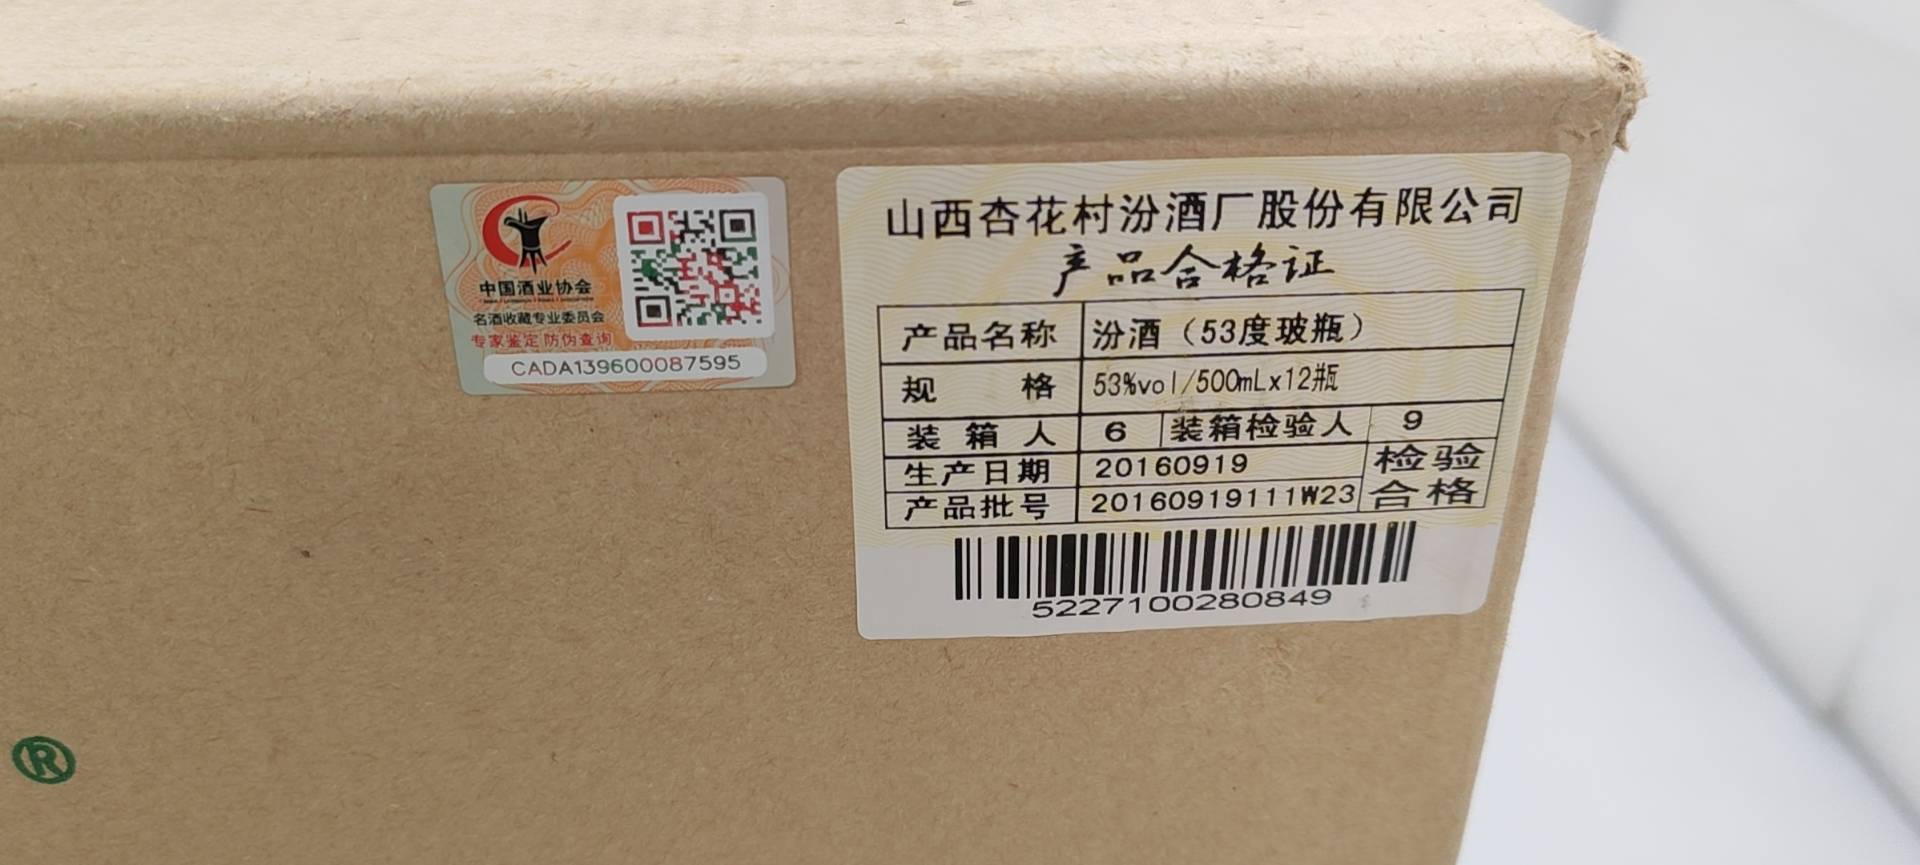 中国酒业协会
名酒收藏专业委员会
专家鉴定 防伪查询
CADA139600087595
山西杏花村汾酒厂股份有限公司
产品合格证
产品名称 汾酒（53度玻瓶）
规 格 53%vol/500mLx12瓶
装箱人 6 装箱检验人 9
生产日期 20160919 检验
产品批号 20160919111W23 合格
5227100280849
®